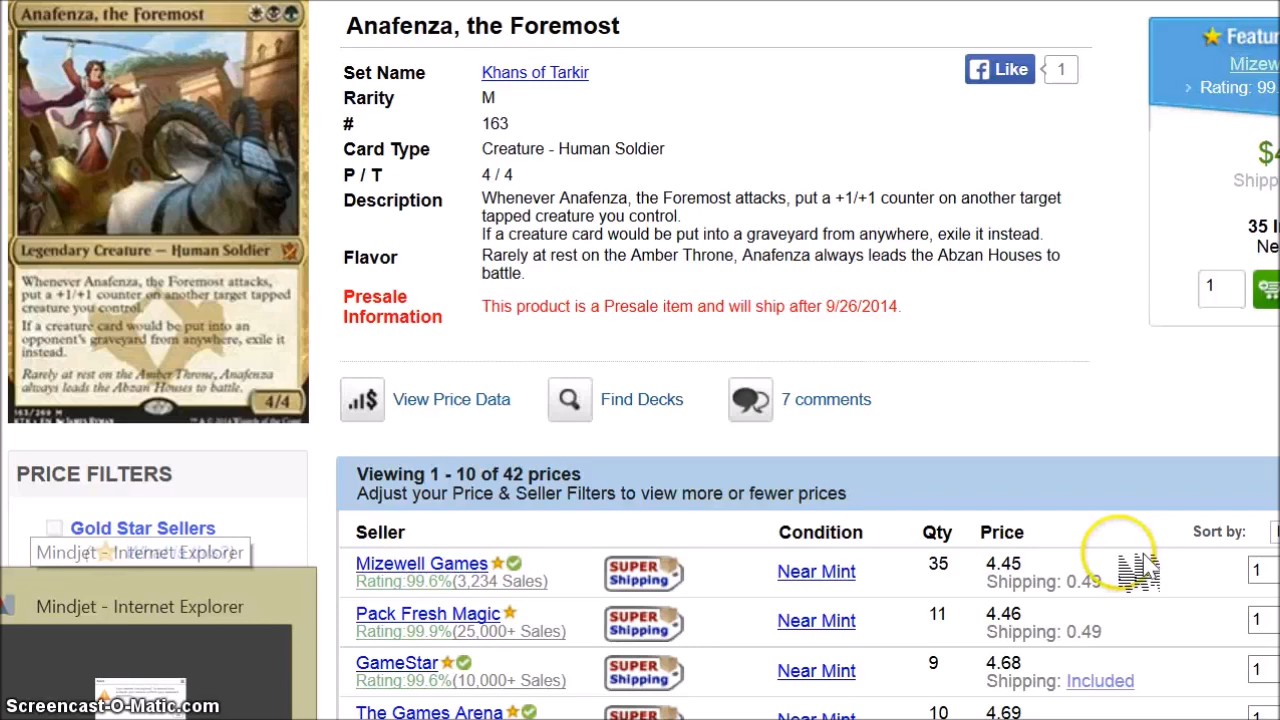 Anafenza, the Foremost
Legendary Creature — Human Soldier
Whenever Anafenza, the Foremost attacks,
put a +1/+1 counter on another target tapped
creature you control.
If a creature card would be put into an
opponent's graveyard from anywhere, exile it
instead.
Rarely at rest on the Amber Throne, Anafenza
always leads the Abzan Houses to battle.
4/4
163/269 M
Anafenza, the Foremost
Set Name Khans of Tarkir
Rarity M
# 163
Card Type Creature - Human Soldier
P / T 4 / 4
Description Whenever Anafenza, the Foremost attacks, put a +1/+1 counter on another target
tapped creature you control.
If a creature card would be put into a graveyard from anywhere, exile it instead.
Flavor Rarely at rest on the Amber Throne, Anafenza always leads the Abzan Houses to
battle.
Presale
Information
This product is a Presale item and will ship after 9/26/2014.
Like 1
View Price Data Find Decks 7 comments
Rating: 99.
35
1
PRICE FILTERS
Gold Star Sellers
Mindjet - Internet Explorer
Mindjet - Internet Explorer
Viewing 1 - 10 of 42 prices
Adjust your Price & Seller Filters to view more or fewer prices
Seller Condition Qty Price Sort by:
Mizewell Games SUPER Shipping Near Mint 35 4.45 1
Rating:99.6%(3,234 Sales) Shipping: 0.49
Pack Fresh Magic SUPER Shipping Near Mint 11 4.46 1
Rating:99.9%(25,000+ Sales) Shipping: 0.49
GameStar SUPER Shipping Near Mint 9 4.68 1
Rating:99.6%(10,000+ Sales) Shipping: Included
The Games Arena SUPER Near Mint 10 4.69
Screencast-O-Matic.com